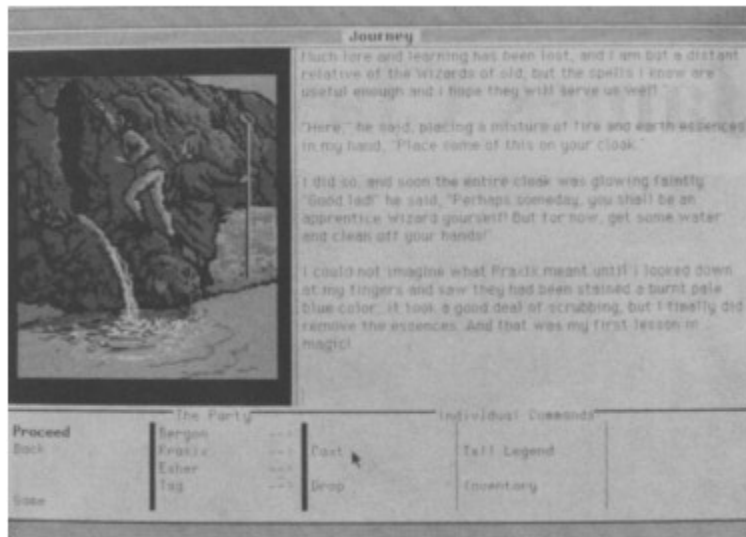 Journey
Much lore and learning has been lost, and I am but a distant
relative of the wizards of old, but the spells I know are
useful enough and I hope they will serve us well."
"Here," he said, placing a mixture of fire and earth essences
in my hand, "Place some of this on your cloak."
I did so, and soon the entire cloak was glowing faintly.
"Good lad!" he said, "Perhaps someday, you shall be an
apprentice wizard yourself! But for now, get some water
and clean off your hands!"
I could not imagine what Praxix meant until I looked down
at my fingers and saw they had been stained a burnt pale
blue color; it took a good deal of scrubbing, but I finally did
remove the essences. And that was my first lesson in
magic!
The Party
Individual Commands
Proceed
Bergon
Back
Praxix
Cast
Tell Legend
Esher
Tag
Drop
Inventory
Game